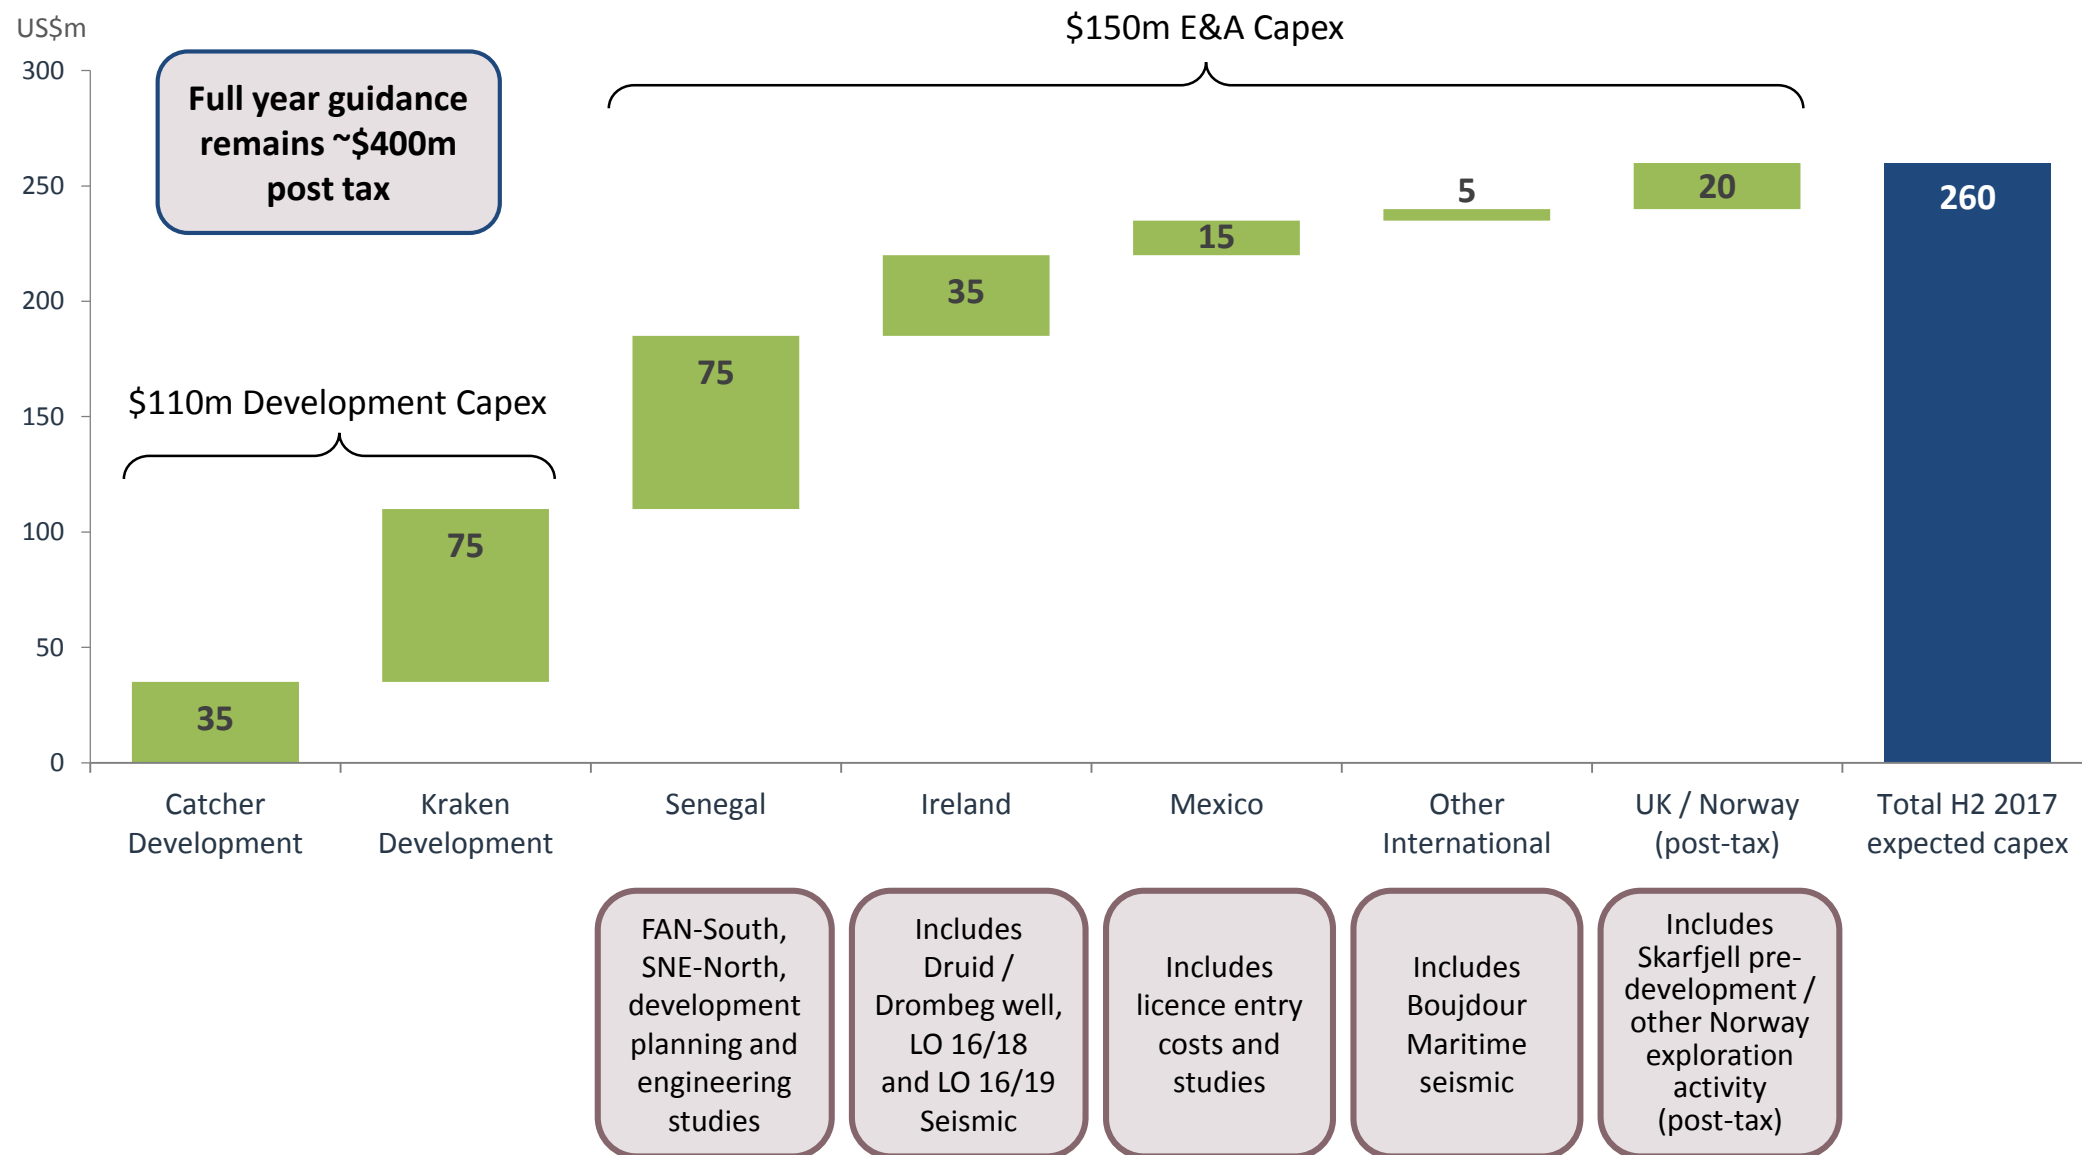 US$m
$150m E&A Capex
300
250
200
150
100
50
0
Full year guidance
remains ~$400m
post tax
$110m Development Capex
35
75
75
35
15
5
20
260
Catcher
Development
Kraken
Development
Senegal
Ireland
Mexico
Other
International
UK / Norway
(post-tax)
Total H2 2017
expected capex
FAN-South,
SNE-North,
development
planning and
engineering
studies
Includes
Druid /
Drombeg well,
LO 16/18
and LO 16/19
Seismic
Includes
licence entry
costs and
studies
Includes
Boujdour
Maritime
seismic
Includes
Skarfjell pre-
development /
other Norway
exploration
activity
(post-tax)